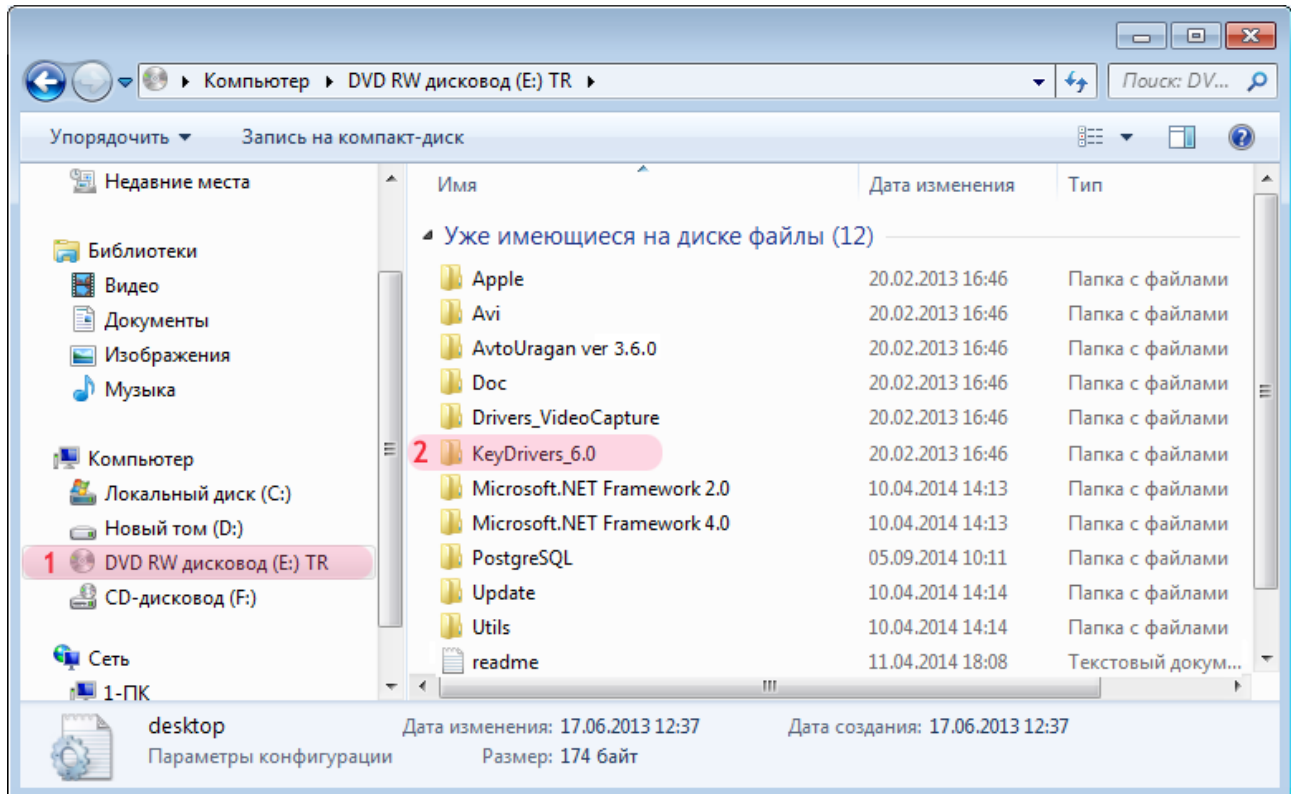 Компьютер ▸ DVD RW дисковод (E:) TR ▸ Поиск: DV...
Упорядочить Запись на компакт-диск
Недавние места
Библиотеки
Видео
Документы
Изображения
Музыка
Компьютер
Локальный диск (C:)
Новый том (D:)
1 DVD RW дисковод (E:) TR
CD-дисковод (F:)
Сеть
1-ПК
Имя Дата изменения Тип
Уже имеющиеся на диске файлы (12)
Apple 20.02.2013 16:46 Папка с файлами
Avi 20.02.2013 16:46 Папка с файлами
AvtoUragan ver 3.6.0 20.02.2013 16:46 Папка с файлами
Doc 20.02.2013 16:46 Папка с файлами
Drivers_VideoCapture 20.02.2013 16:46 Папка с файлами
2 KeyDrivers_6.0 20.02.2013 16:46 Папка с файлами
Microsoft.NET Framework 2.0 10.04.2014 14:13 Папка с файлами
Microsoft.NET Framework 4.0 10.04.2014 14:13 Папка с файлами
PostgreSQL 05.09.2014 10:11 Папка с файлами
Update 10.04.2014 14:14 Папка с файлами
Utils 10.04.2014 14:14 Папка с файлами
readme 11.04.2014 18:08 Текстовый докум...
desktop Дата изменения: 17.06.2013 12:37 Дата создания: 17.06.2013 12:37
Параметры конфигурации Размер: 174 байт